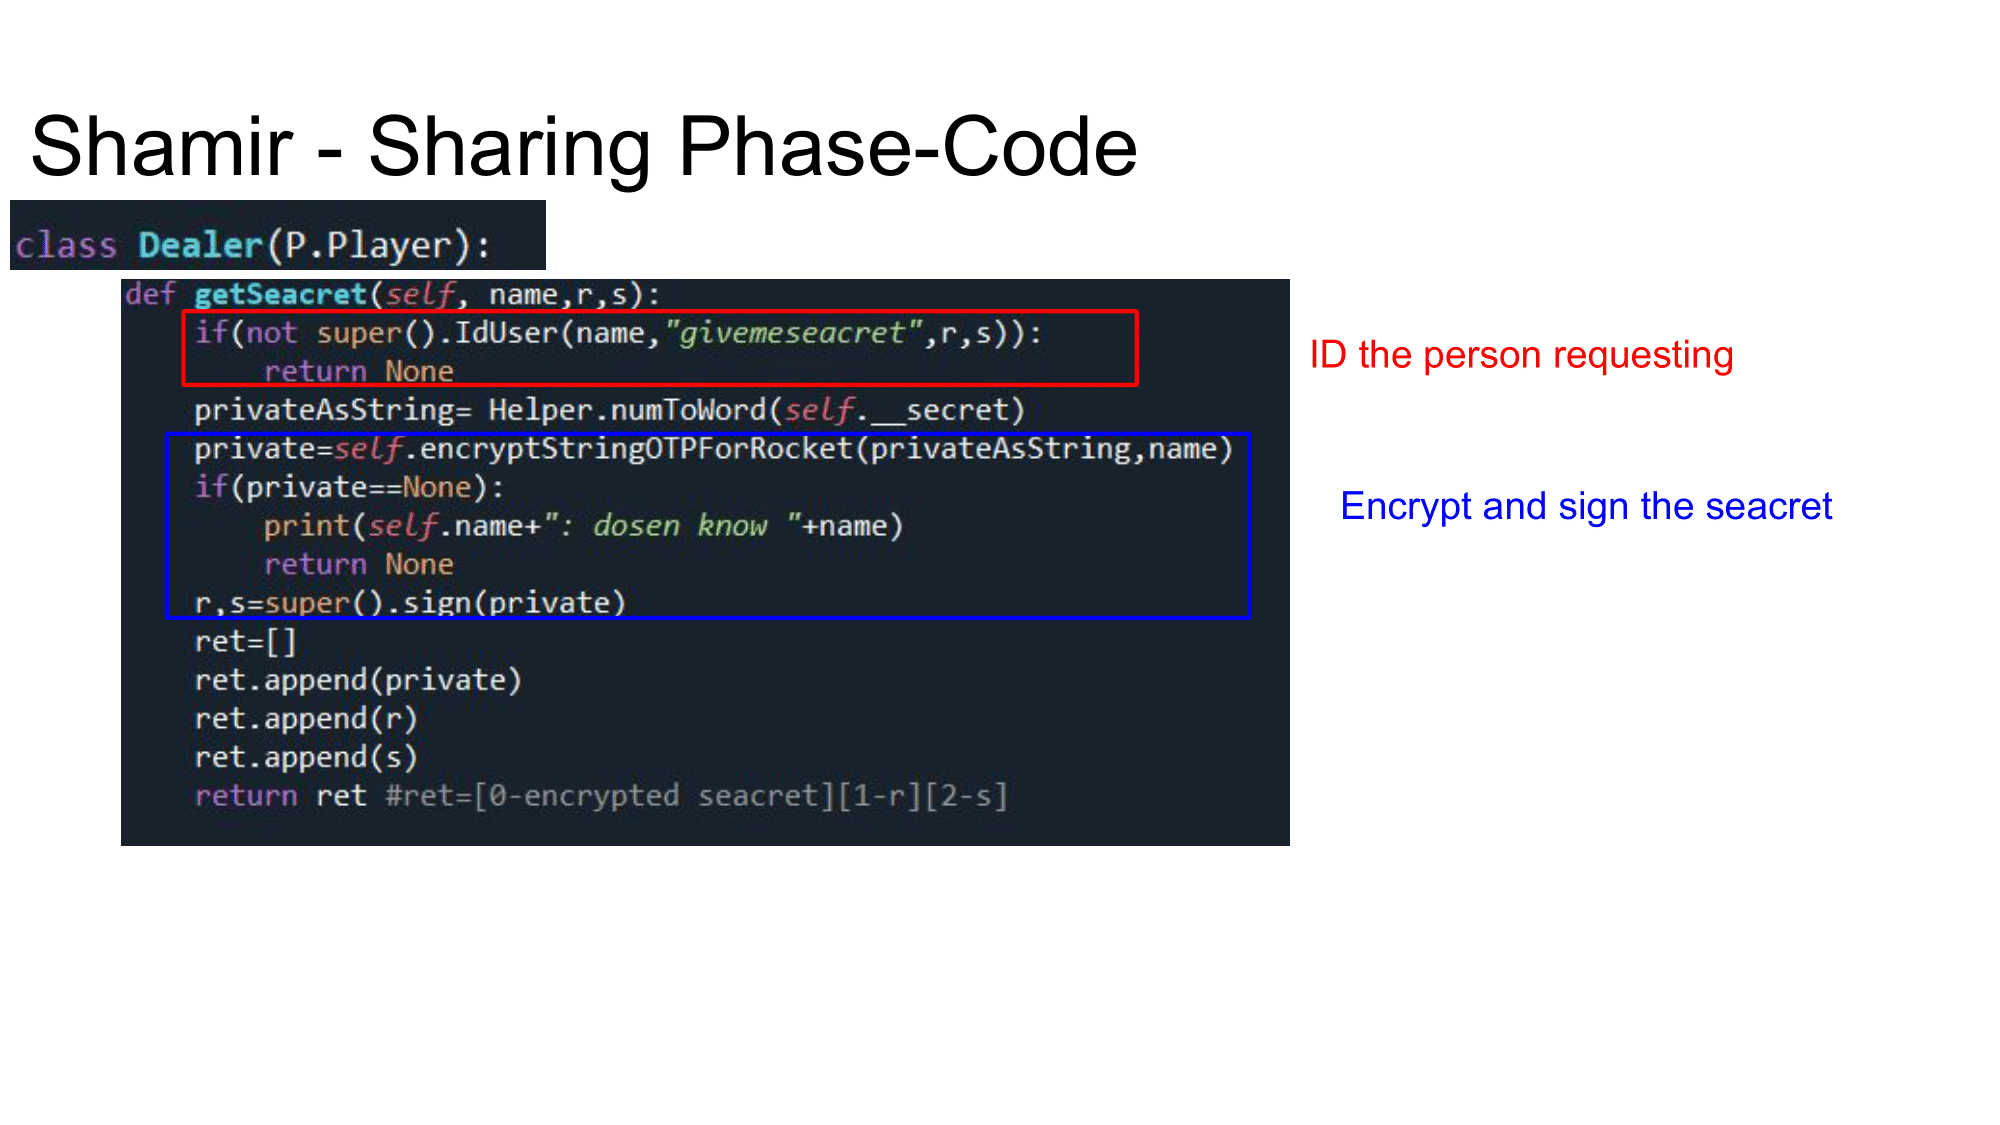 Shamir - Sharing Phase-Code
class Dealer(P.Player):
def getSeacret(self, name,r,s):
if(not super().IdUser(name,"givemeseacret",r,s)):
return None
privateAsString= Helper.numToWord(self.__secret)
private=self.encryptStringOTPForRocket(privateAsString,name)
if(private==None):
print(self.name+": dosen know "+name)
return None
r,s=super().sign(private)
ret=[]
ret.append(private)
ret.append(r)
ret.append(s)
return ret #ret=[0-encrypted seacret][1-r][2-s]
ID the person requesting
Encrypt and sign the seacret